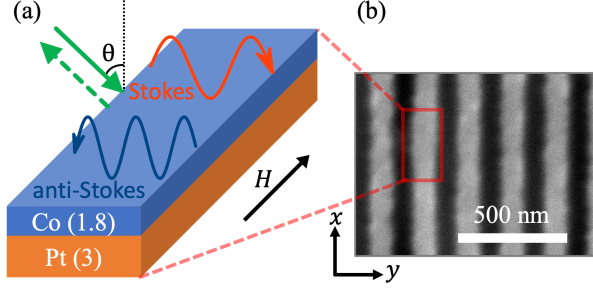 (a)
θ
Stokes
anti-Stokes
H
Co (1.8)
Pt (3)
(b)
500 nm
x
y